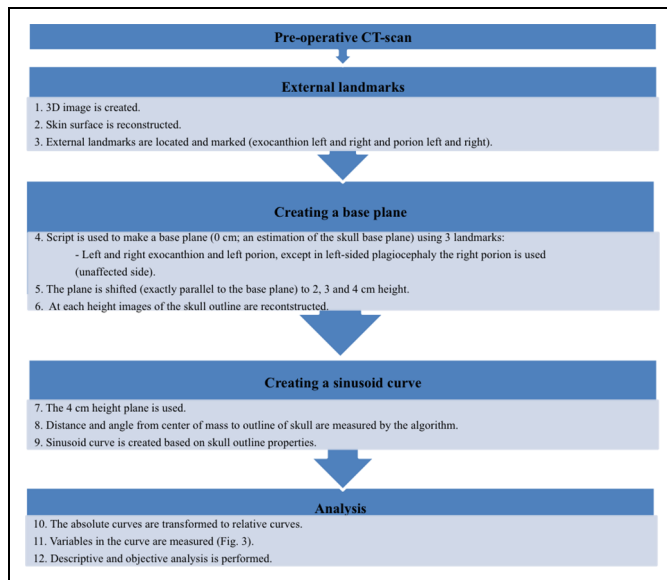 Pre-operative CT-scan
External landmarks
1. 3D image is created.
2. Skin surface is reconstructed.
3. External landmarks are located and marked (exocanthion left and right and porion left and right).
Creating a base plane
4. Script is used to make a base plane (0 cm; an estimation of the skull base plane) using 3 landmarks:
- Left and right exocanthion and left porion, except in left-sided plagiocephaly the right porion is used
(unaffected side).
5. The plane is shifted (exactly parallel to the base plane) to 2, 3 and 4 cm height.
6. At each height images of the skull outline are recontstructed.
Creating a sinusoid curve
7. The 4 cm height plane is used.
8. Distance and angle from center of mass to outline of skull are measured by the algorithm.
9. Sinusoid curve is created based on skull outline properties.
Analysis
10. The absolute curves are transformed to relative curves.
11. Variables in the curve are measured (Fig. 3).
12. Descriptive and objective analysis is performed.